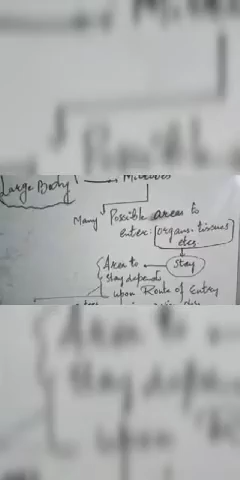 Large Body → Microbes
Many Possible areas to
enter: [organs, tissues
etc]
Area to
Stay
stay depends
upon Route of Entry